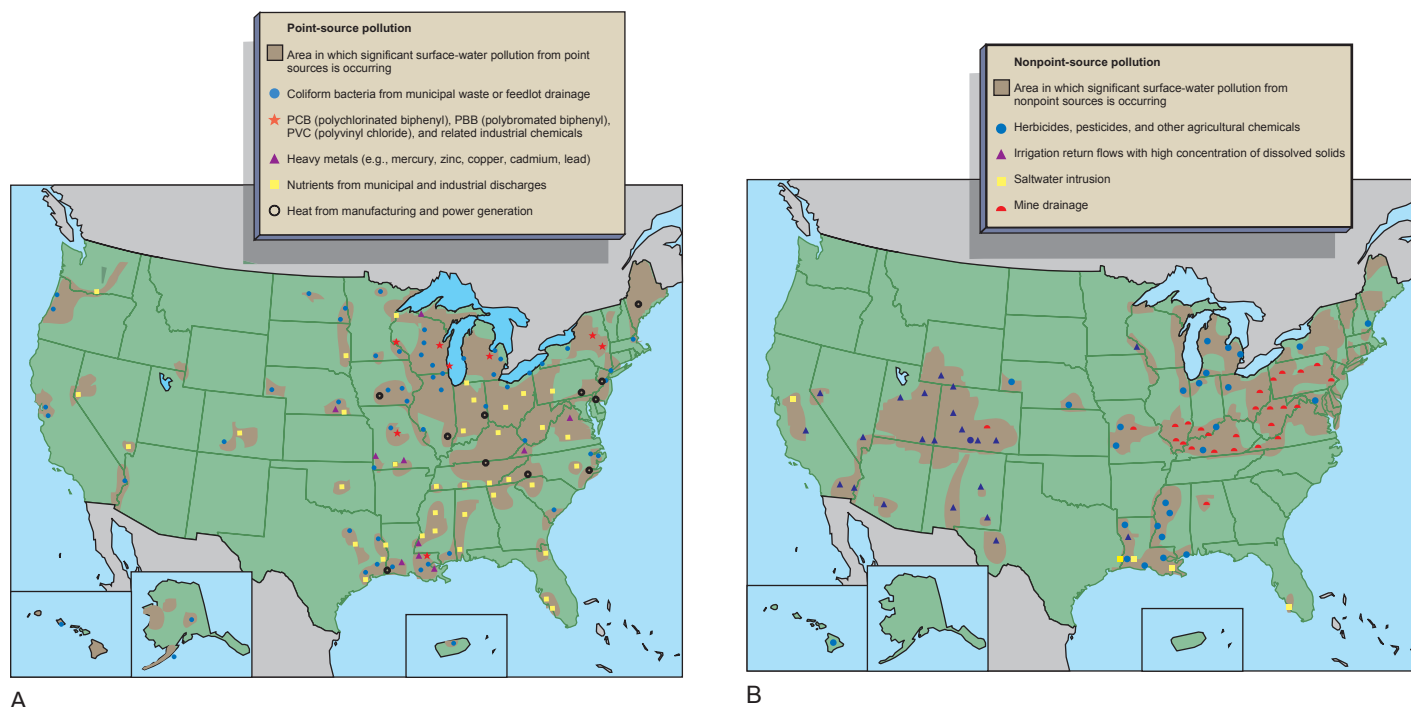 Point-source pollution
Area in which significant surface-water pollution from point
sources is occurring
Coliform bacteria from municipal waste or feedlot drainage
PCB (polychlorinated biphenyl), PBB (polybromated biphenyl),
PVC (polyvinyl chloride), and related industrial chemicals
Heavy metals (e.g., mercury, zinc, copper, cadmium, lead)
Nutrients from municipal and industrial discharges
Heat from manufacturing and power generation
A
Nonpoint-source pollution
Area in which significant surface-water pollution from
nonpoint sources is occurring
Herbicides, pesticides, and other agricultural chemicals
Irrigation return flows with high concentration of dissolved solids
Saltwater intrusion
Mine drainage
B